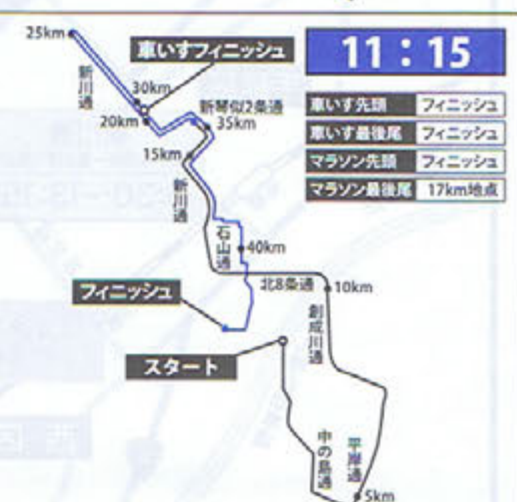 25km
車いすフィニッシュ
11：15
新川通
30km
新琴似2条通
20km
35km
車いす先頭 フィニッシュ
車いす最後尾 フィニッシュ
マラソン先頭 フィニッシュ
マラソン最後尾 17km地点
15km
新川通
石山通
40km
フィニッシュ
北8条通
10km
創成川通
スタート
中の島通
平岸通
5km